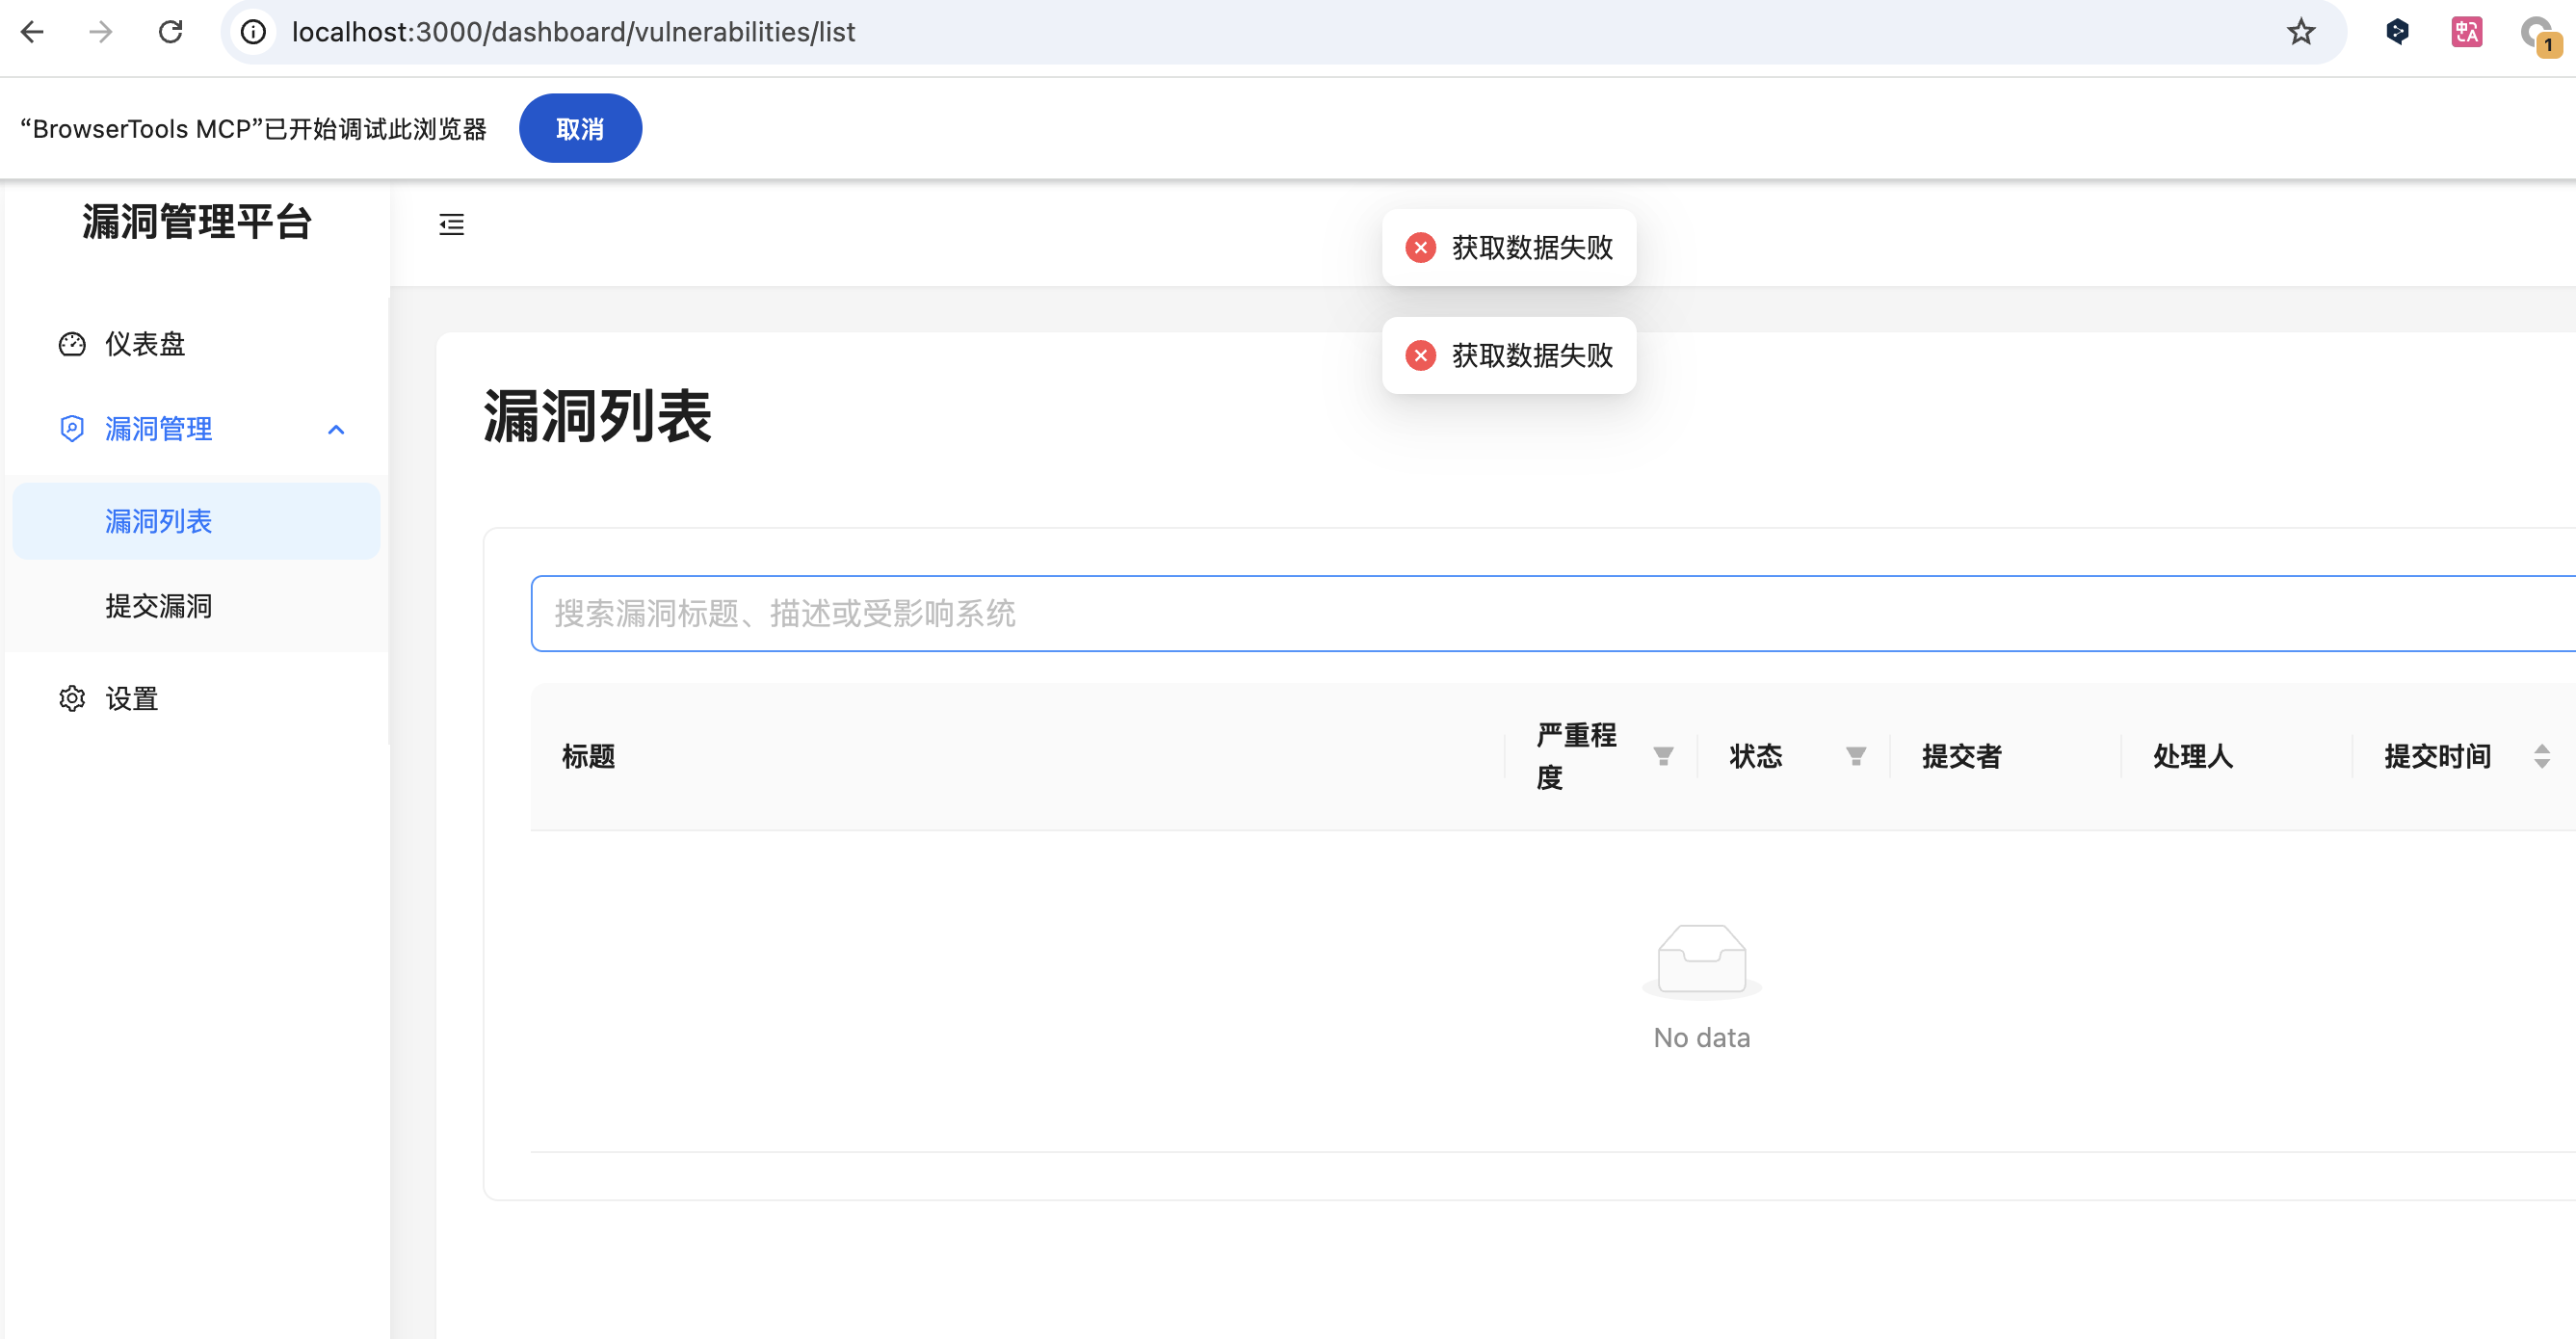 localhost:3000/dashboard/vulnerabilities/list
中A
1
“BrowserTools MCP”已开始调试此浏览器
取消
漏洞管理平台
获取数据失败
获取数据失败
仪表盘
漏洞管理
漏洞列表
提交漏洞
设置
漏洞列表
搜索漏洞标题、描述或受影响系统
标题
严重程
度
状态
提交者
处理人
提交时间
No data